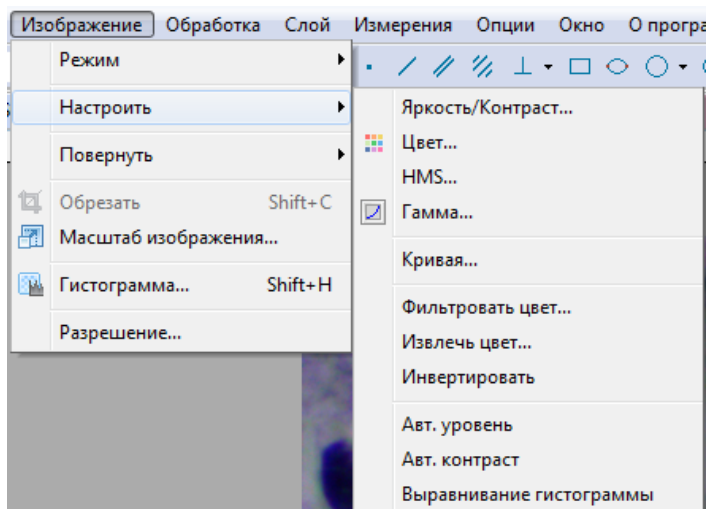 Изображение Обработка Слой Измерения Опции Окно О
Режим
Настроить
Повернуть
Обрезать Shift+C
Масштаб изображения...
Гистограмма... Shift+H
Разрешение...
Яркость/Контраст...
Цвет...
HMS...
Гамма...
Кривая...
Фильтровать цвет...
Извлечь цвет...
Инвертировать
Авт. уровень
Авт. контраст
Выравнивание гистограммы